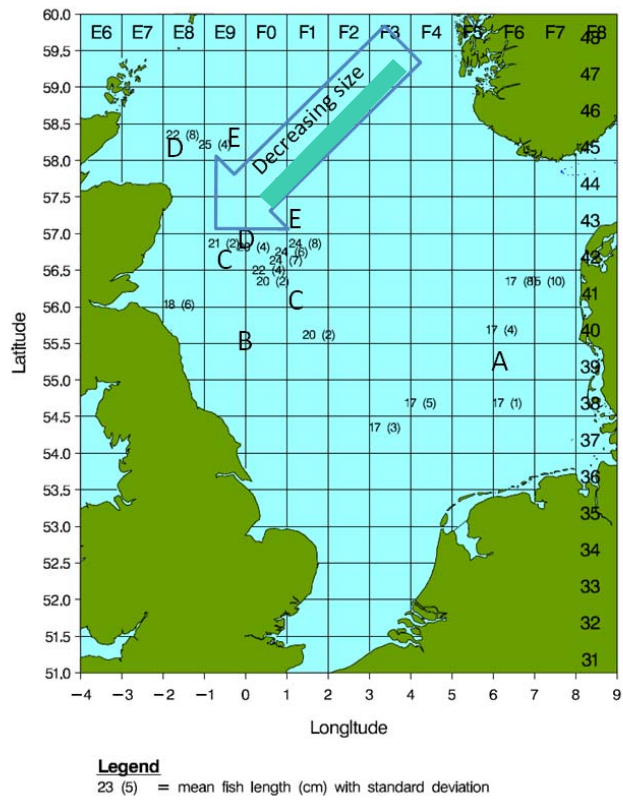 E6 E7 E8 E9 F0 F1 F2 F3 F4 F5 F6 F7 F8
60.0
59.5
59.0
58.5
58.0
57.5
57.0
56.5
56.0
55.5
55.0
54.5
54.0
53.5
53.0
52.5
52.0
51.5
51.0
Latitude
48
47
46
45
44
43
42
41
40
39
38
37
36
35
34
33
32
31
Decreasing size
22 (8) E
D 25 (4)
E
D
21 (2) (4) 24 (8)
C 24 (6)
24 (7)
22 (4)
20 (2) 17 (8) 15 (10)
C
18 (6)
B 20 (2) 17 (4)
A
17 (5) 17 (1)
17 (3)
−4 −3 −2 −1 0 1 2 3 4 5 6 7 8 9
Longitude
Legend
23 (5) = mean fish length (cm) with standard deviation